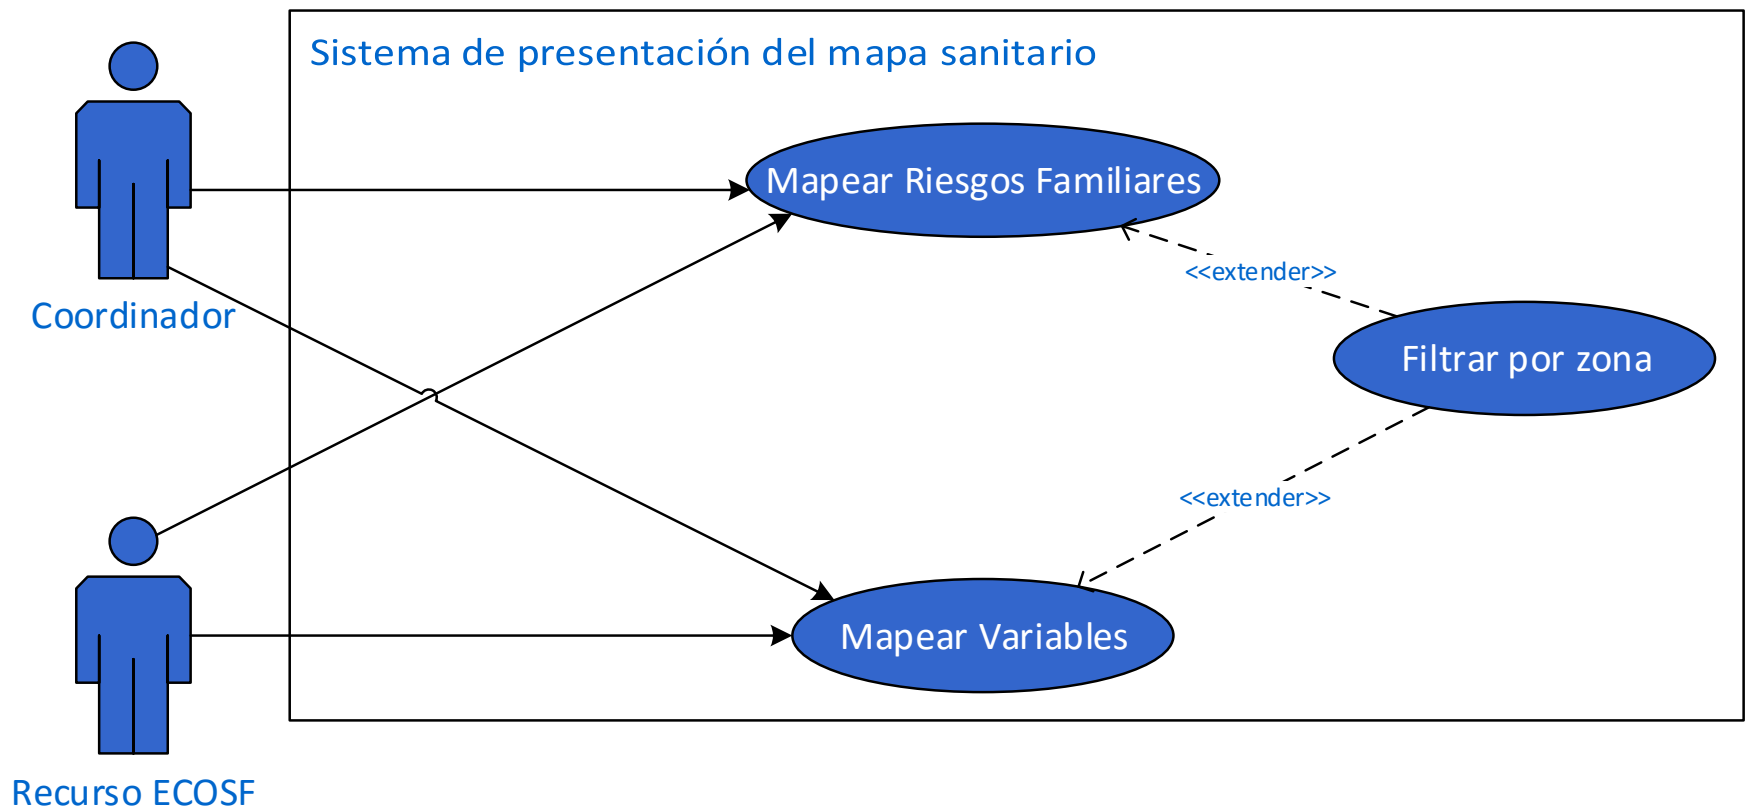 Sistema de presentación del mapa sanitario
Mapear Riesgos Familiares
<<extender>>
Coordinador
Filtrar por zona
<<extender>>
Mapear Variables
Recurso ECOSF